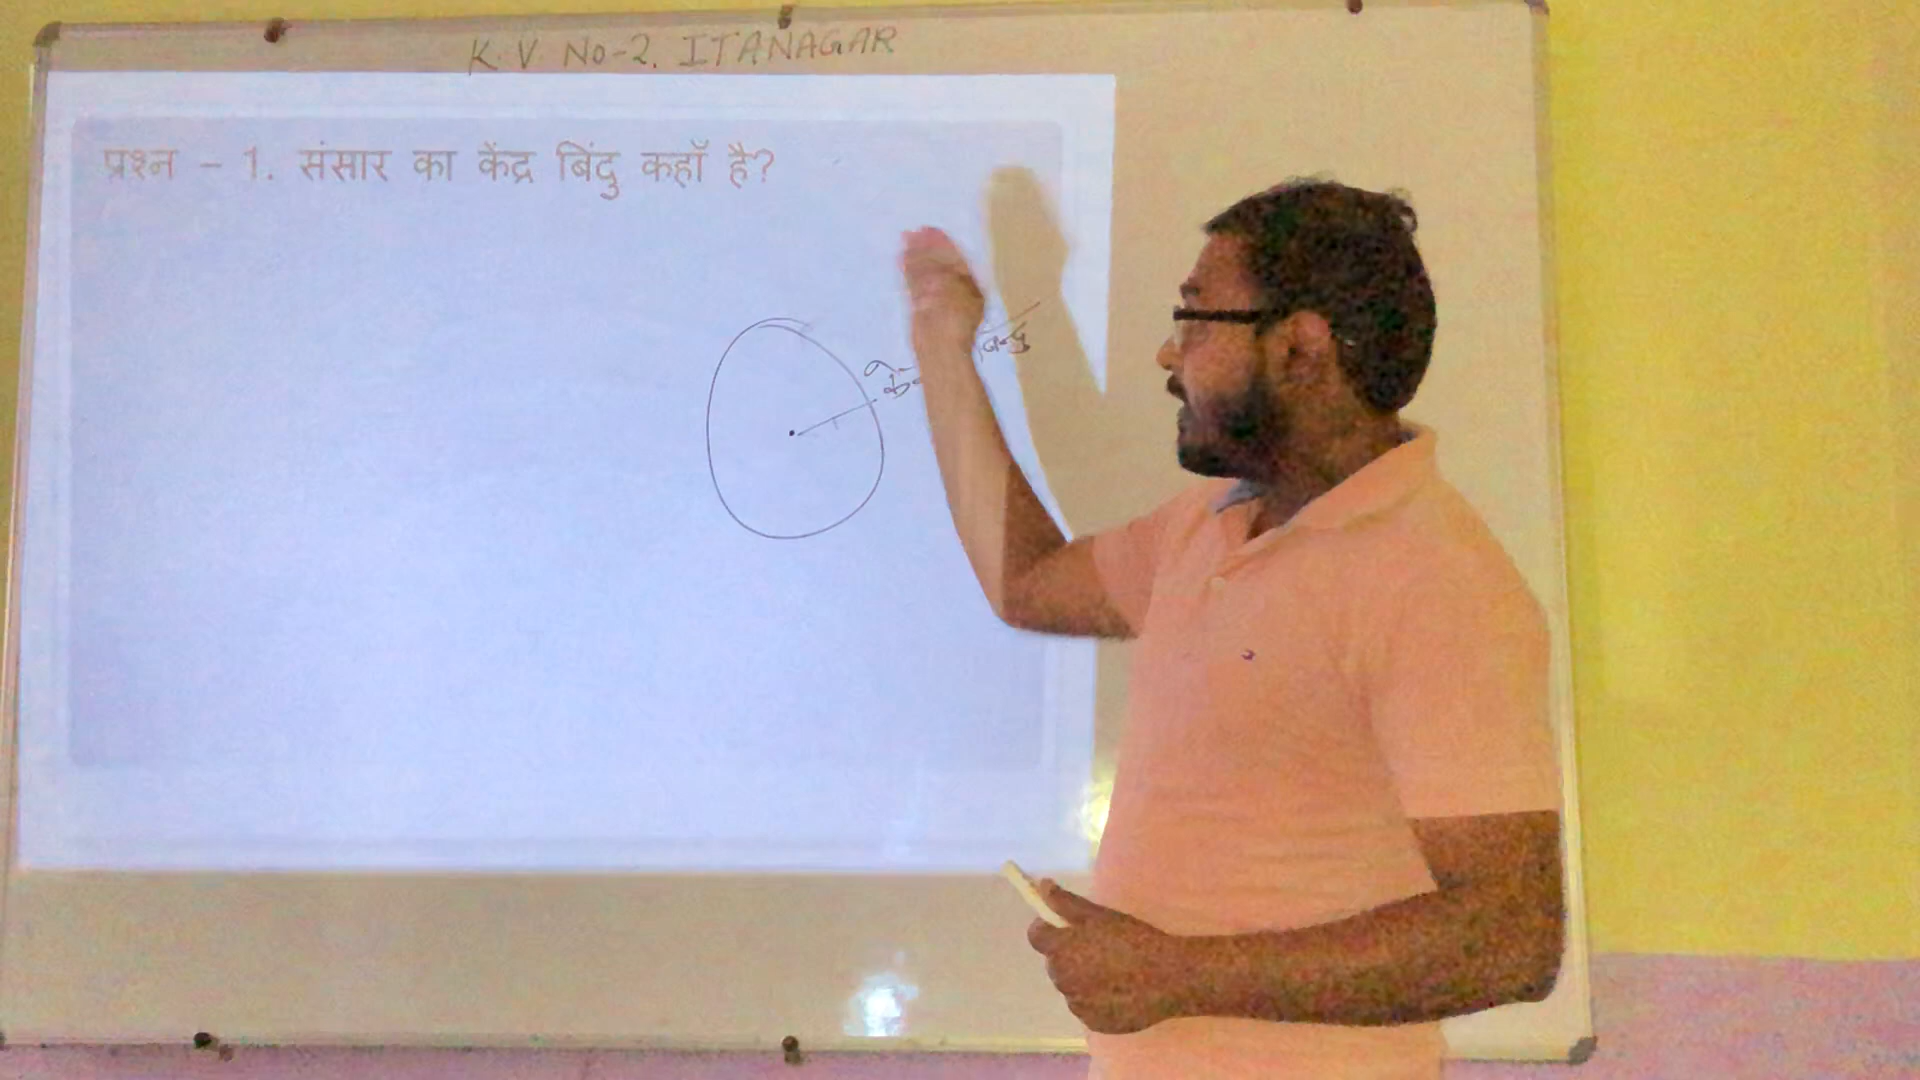 K. V. No-2. ITANAGAR
प्रश्न – 1. संसार का केंद्र बिंदु कहाँ है?